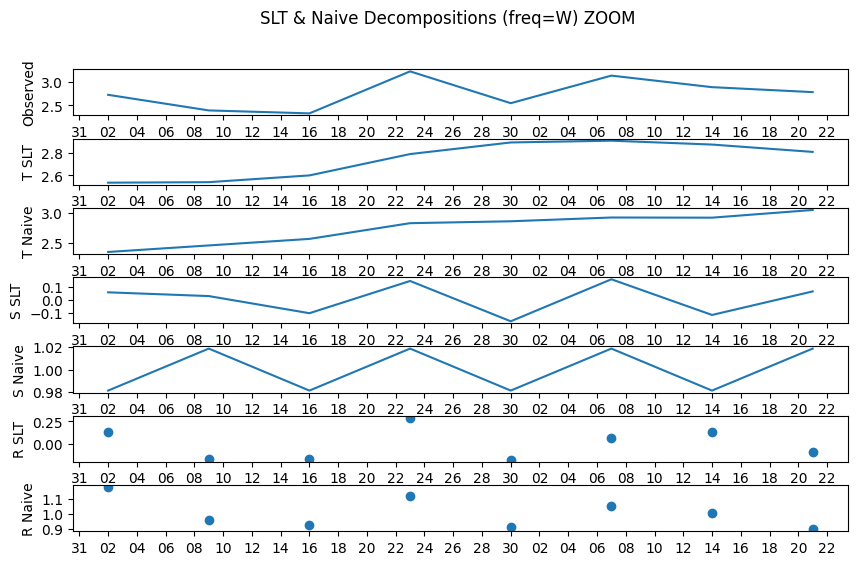 SLT & Naive Decompositions (freq=W) ZOOM
Observed
3.0
2.5
31 02 04 06 08 10 12 14 16 18 20 22 24 26 28 30 02 04 06 08 10 12 14 16 18 20 22
T SLT
2.8
2.6
31 02 04 06 08 10 12 14 16 18 20 22 24 26 28 30 02 04 06 08 10 12 14 16 18 20 22
T Naive
3.0
2.5
31 02 04 06 08 10 12 14 16 18 20 22 24 26 28 30 02 04 06 08 10 12 14 16 18 20 22
S SLT
0.1
0.0
−0.1
31 02 04 06 08 10 12 14 16 18 20 22 24 26 28 30 02 04 06 08 10 12 14 16 18 20 22
S Naive
1.02
1.00
0.98
31 02 04 06 08 10 12 14 16 18 20 22 24 26 28 30 02 04 06 08 10 12 14 16 18 20 22
R SLT
0.25
0.00
31 02 04 06 08 10 12 14 16 18 20 22 24 26 28 30 02 04 06 08 10 12 14 16 18 20 22
R Naive
1.1
1.0
0.9
31 02 04 06 08 10 12 14 16 18 20 22 24 26 28 30 02 04 06 08 10 12 14 16 18 20 22